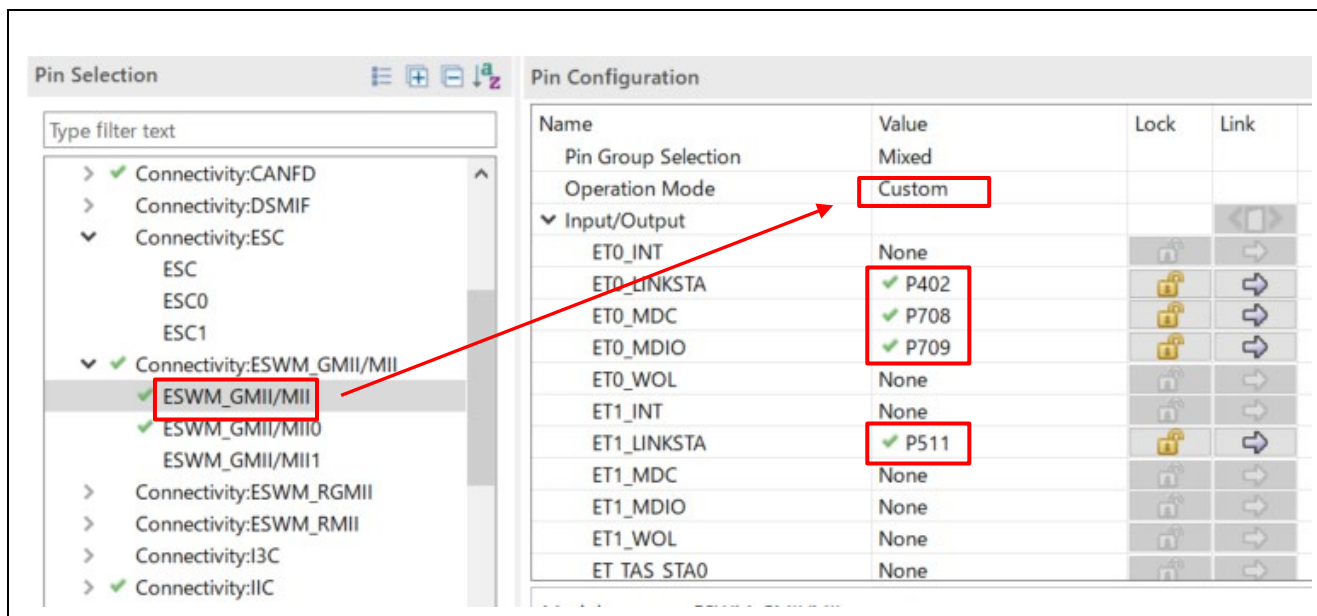 Pin Selection
Type filter text
Connectivity:CANFD
Connectivity:DSMIF
Connectivity:ESC
ESC
ESC0
ESC1
Connectivity:ESWM_GMII/MII
ESWM_GMII/MII
ESWM_GMII/MII0
ESWM_GMII/MII1
Connectivity:ESWM_RGMII
Connectivity:ESWM_RMII
Connectivity:I3C
Connectivity:IIC
Pin Configuration
Name Value Lock Link
Pin Group Selection Mixed
Operation Mode Custom
Input/Output
ET0_INT None
ET0_LINKSTA P402
ET0_MDC P708
ET0_MDIO P709
ET0_WOL None
ET1_INT None
ET1_LINKSTA P511
ET1_MDC None
ET1_MDIO None
ET1_WOL None
ET_TAS_STA0 None